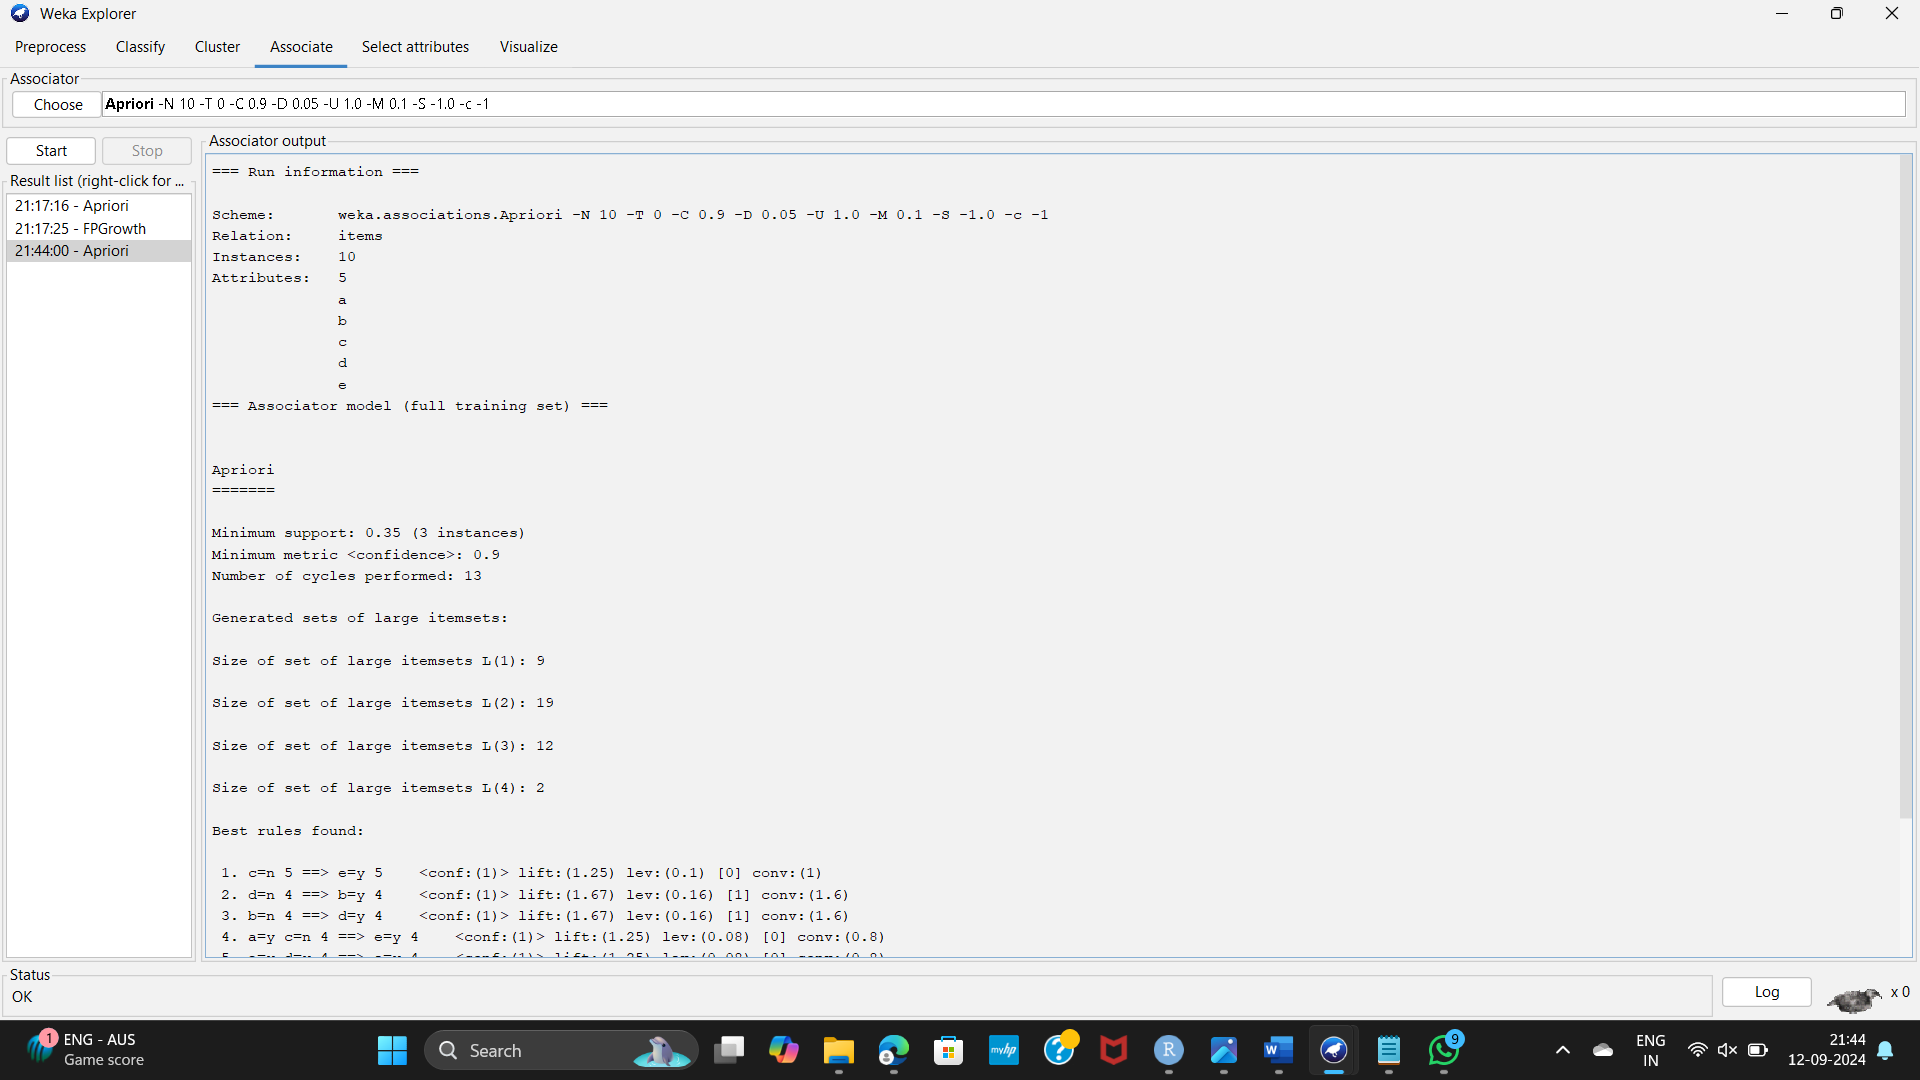 Weka Explorer
Preprocess Classify Cluster Associate Select attributes Visualize
Associator
Choose Apriori -N 10 -T 0 -C 0.9 -D 0.05 -U 1.0 -M 0.1 -S -1.0 -c -1
Start Stop
Result list (right-click for ...
21:17:16 - Apriori
21:17:25 - FPGrowth
21:44:00 - Apriori
Associator output
=== Run information ===
Scheme: weka.associations.Apriori -N 10 -T 0 -C 0.9 -D 0.05 -U 1.0 -M 0.1 -S -1.0 -c -1
Relation: items
Instances: 10
Attributes: 5
a
b
c
d
e
=== Associator model (full training set) ===
Apriori
=======
Minimum support: 0.35 (3 instances)
Minimum metric <confidence>: 0.9
Number of cycles performed: 13
Generated sets of large itemsets:
Size of set of large itemsets L(1): 9
Size of set of large itemsets L(2): 19
Size of set of large itemsets L(3): 12
Size of set of large itemsets L(4): 2
Best rules found:
1. c=n 5 ==> e=y 5 <conf:(1)> lift:(1.25) lev:(0.1) [0] conv:(1)
2. d=n 4 ==> b=y 4 <conf:(1)> lift:(1.67) lev:(0.16) [1] conv:(1.6)
3. b=n 4 ==> d=y 4 <conf:(1)> lift:(1.67) lev:(0.16) [1] conv:(1.6)
4. a=y c=n 4 ==> e=y 4 <conf:(1)> lift:(1.25) lev:(0.08) [0] conv:(0.8)
Status
OK
Log
x 0
1
ENG - AUS
Game score
Search
myhp
?
R
W
9
ENG
IN
21:44
12-09-2024